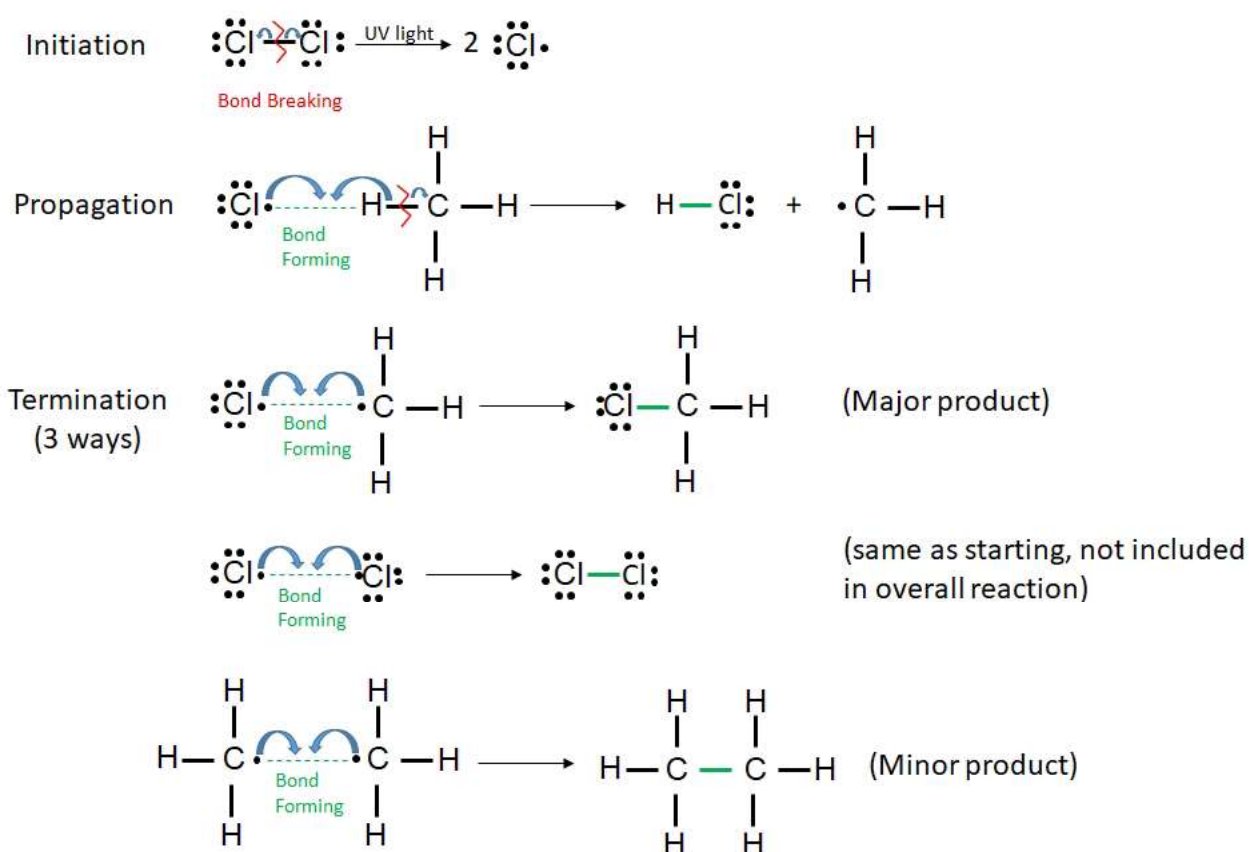 Initiation
:Cl—Cl: UV light 2 :Cl•
Bond Breaking
H
Propagation :Cl• H—C—H H—Cl: + •C—H
Bond
Forming
H
H
H
H
H
H
Termination
(3 ways)
:Cl• •C—H :Cl—C—H (Major product)
Bond
Forming
H
H
:Cl• •Cl: :Cl—Cl: (same as starting, not included
in overall reaction)
Bond
Forming
H H H H
H—C• •C—H H—C—C—H (Minor product)
Bond
Forming
H H H H